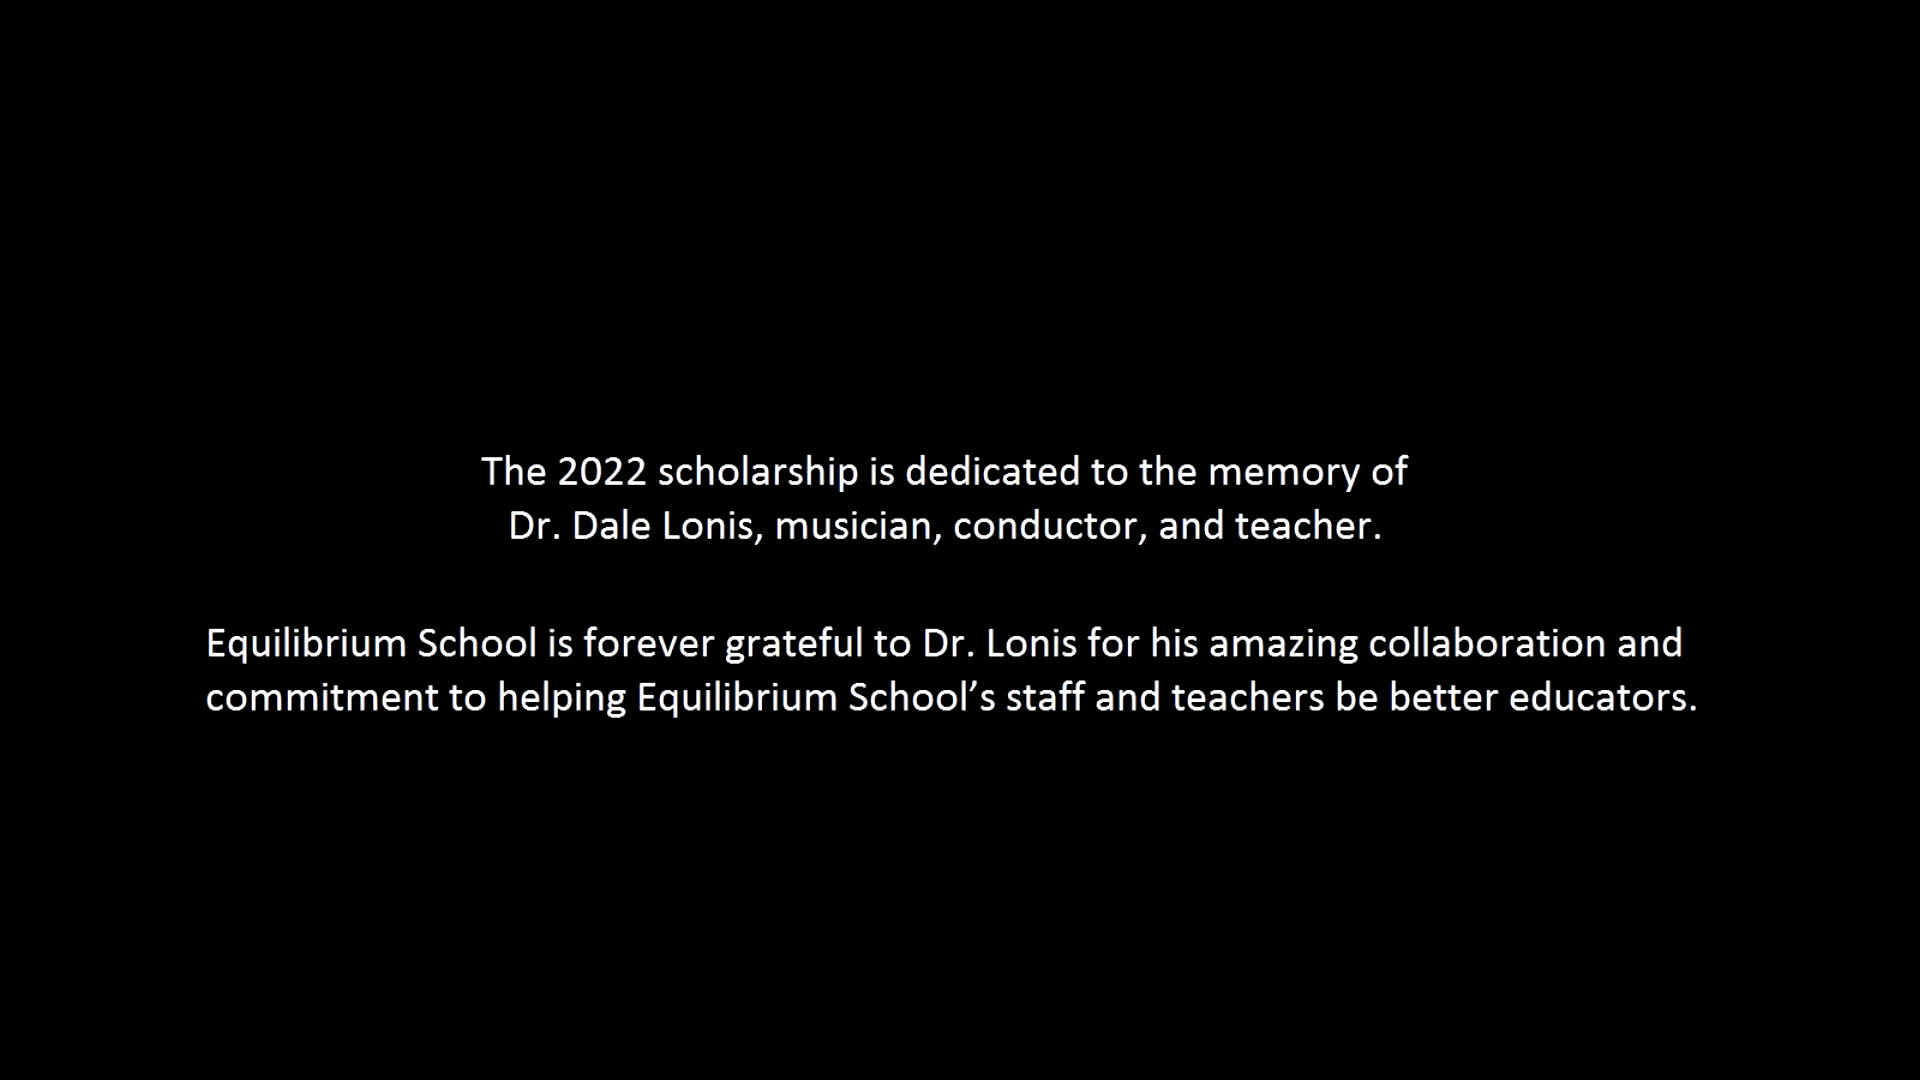 The 2022 scholarship is dedicated to the memory of
Dr. Dale Lonis, musician, conductor, and teacher.
Equilibrium School is forever grateful to Dr. Lonis for his amazing collaboration and
commitment to helping Equilibrium School’s staff and teachers be better educators.